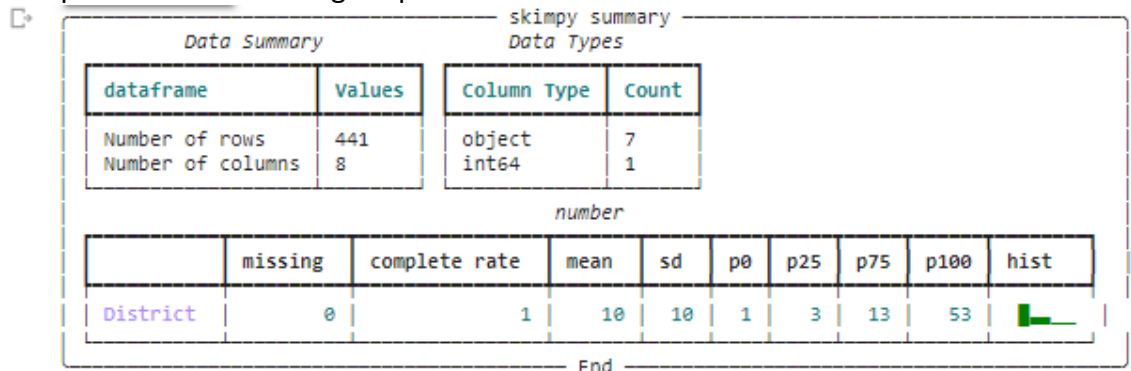 skimpy summary
Data Summary Data Types
dataframe Values Column Type Count
Number of rows 441 object 7
Number of columns 8 int64 1
number
missing complete rate mean sd p0 p25 p75 p100 hist
District 0 1 10 10 1 3 13 53
End